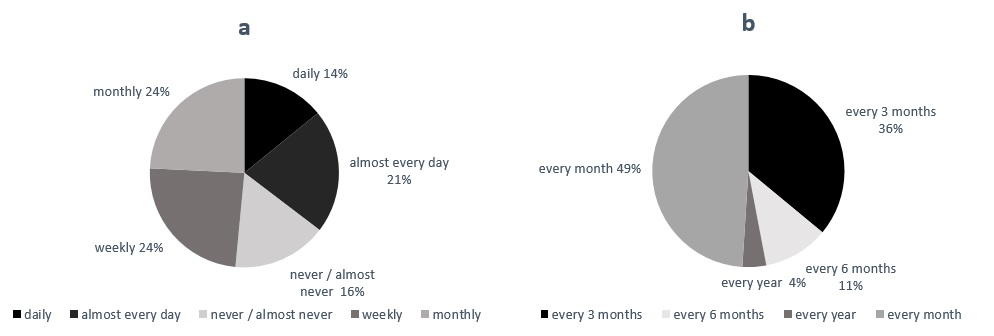 a
daily 14%
almost every day
21%
never / almost
never 16%
weekly 24%
monthly 24%
daily almost every day never / almost never weekly monthly
b
every 3 months
36%
every 6 months
11%
every year 4%
every month 49%
every 3 months every 6 months every year every month